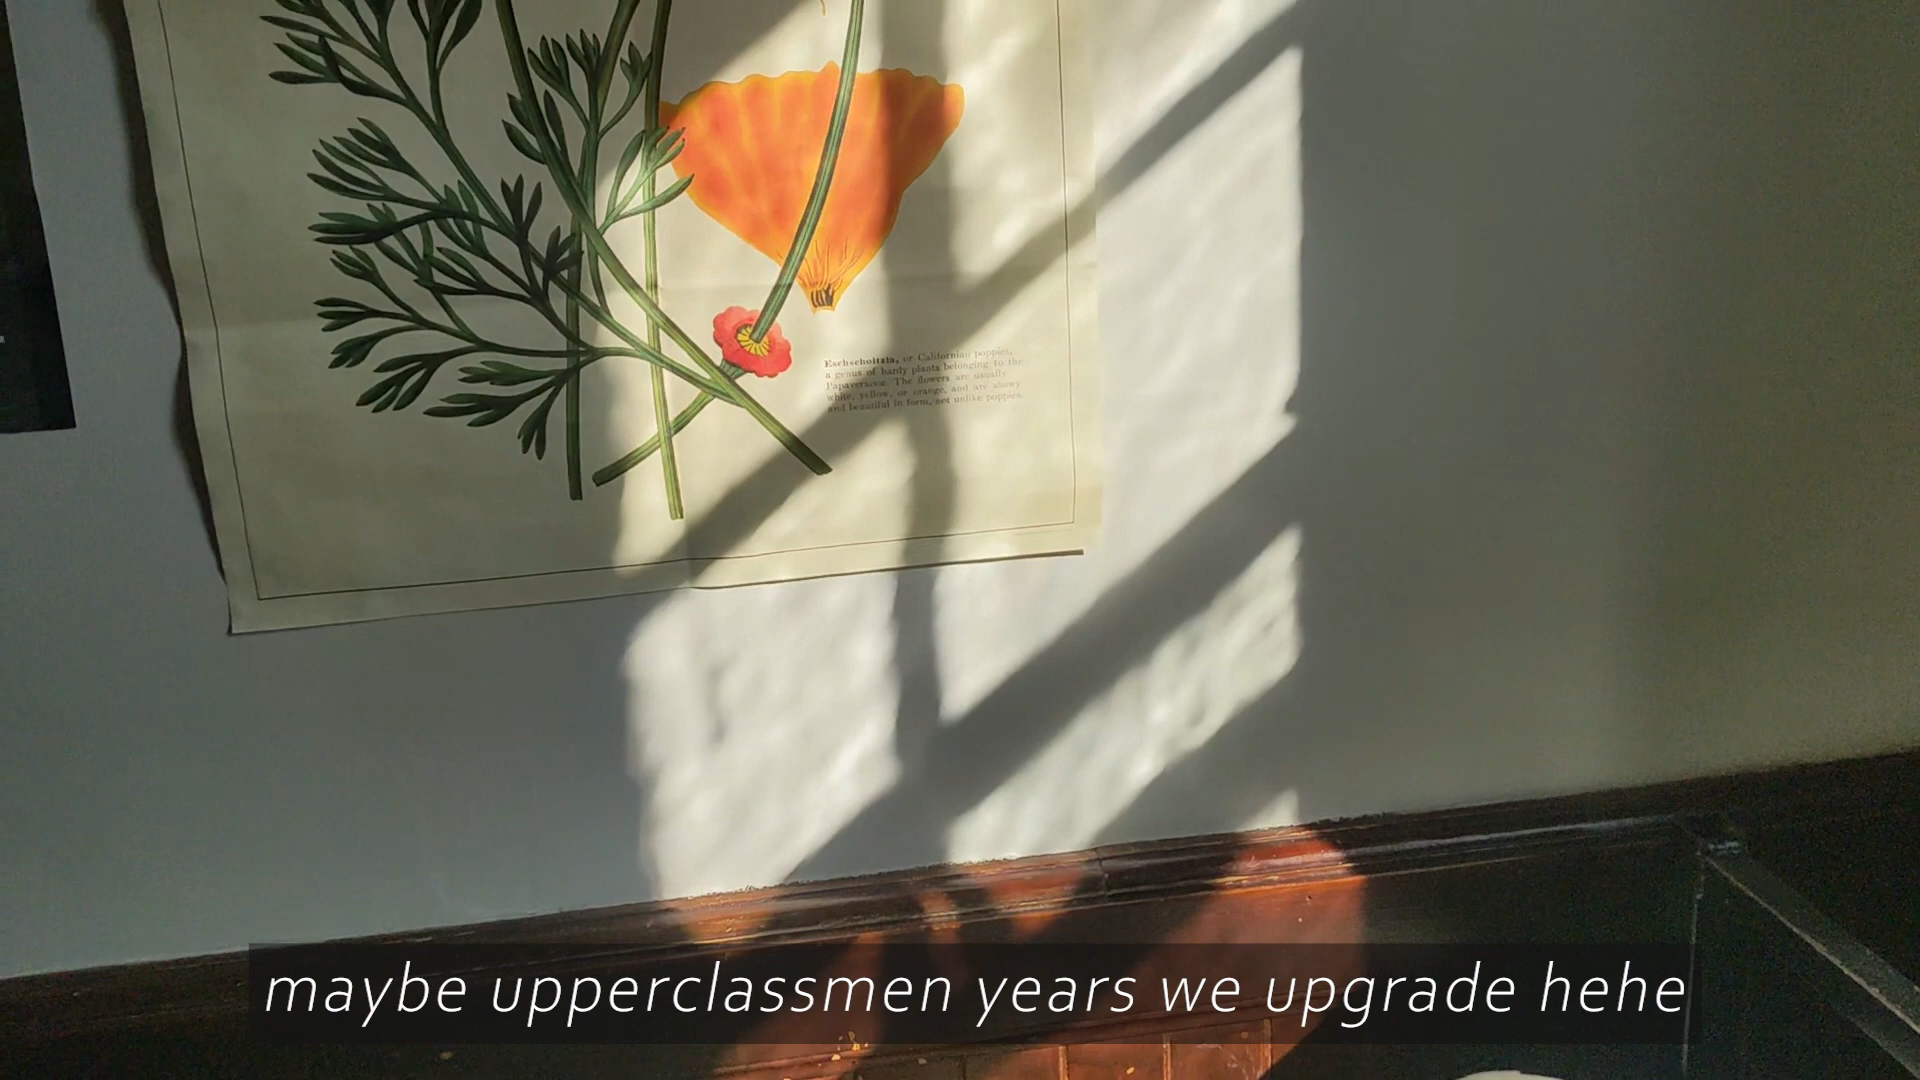 Eschscholtzia, or Californian poppies,
a genus of hardy plants belonging to the
Papaveraceæ. The flowers are usually
white, yellow, or orange, and are showy
and beautiful in form, not unlike poppies.
maybe upperclassmen years we upgrade hehe